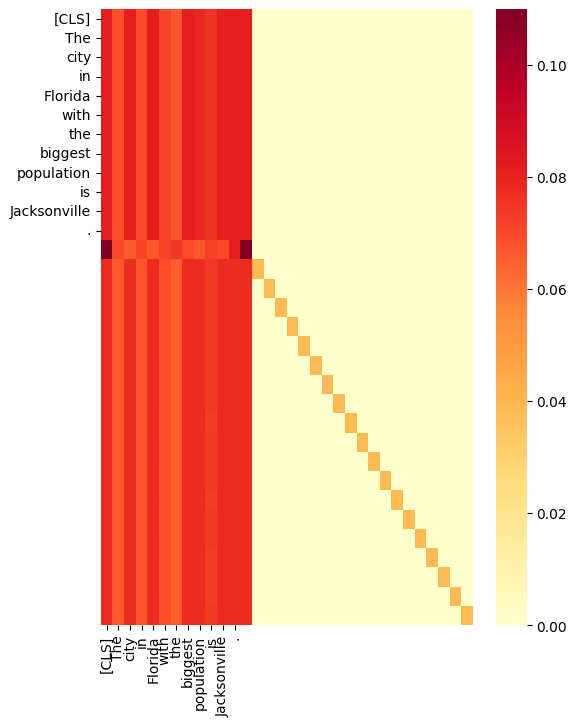 [CLS]
The
city
in
Florida
with
the
biggest
population
is
Jacksonville
.
0.10
0.08
0.06
0.04
0.02
0.00
[CLS]
The
city
in
Florida
with
the
biggest
population
is
Jacksonville
.